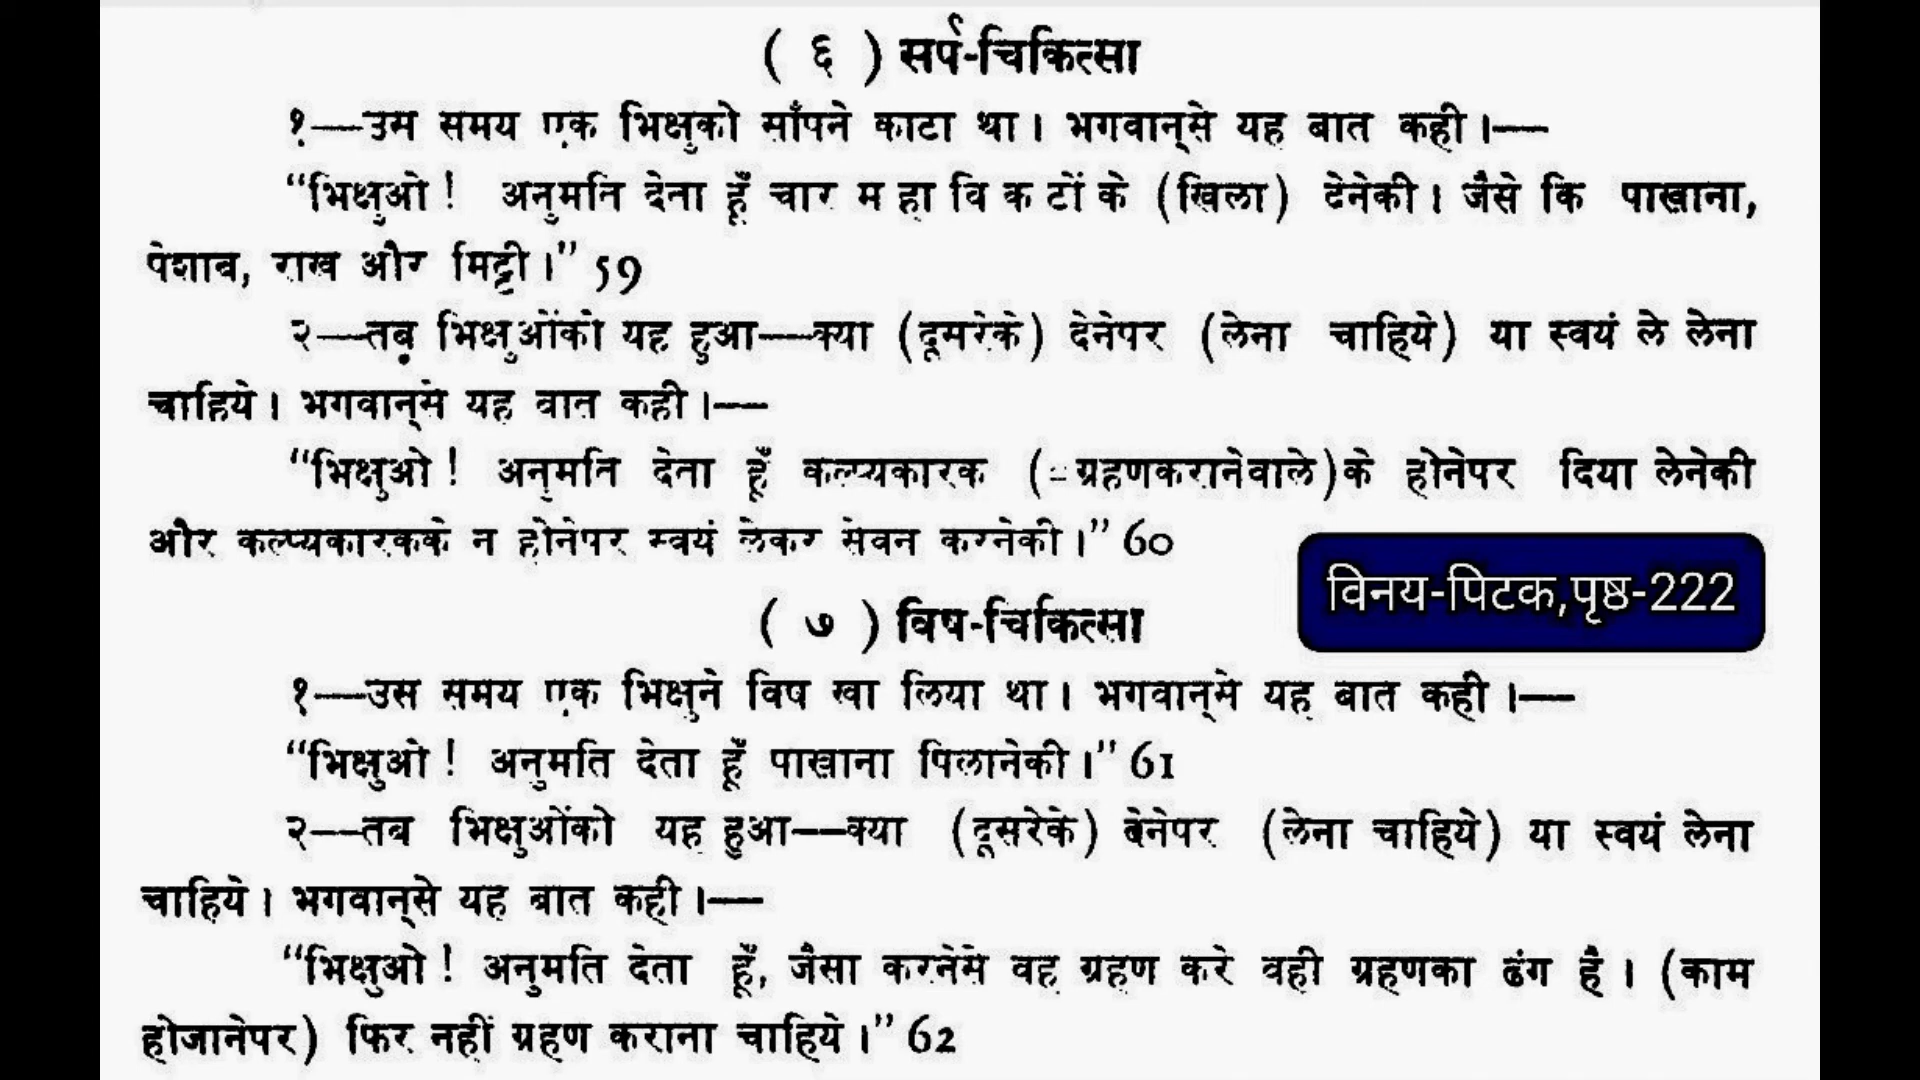 ( ६ ) सर्प-चिकित्सा
१—उस समय एक भिक्षुको साँपने काटा था। भगवान्‌से यह बात कही।—
“भिक्षुओ! अनुमति देता हूँ चार म हा वि क टों के (खिला) देनेकी। जैसे कि पाखाना,
पेशाब, राख और मिट्टी।” 59
२—तब भिक्षुओंको यह हुआ—क्या (दूसरेके) देनेपर (लेना चाहिये) या स्वयं ले लेना
चाहिये। भगवान्‌से यह बात कही।—
“भिक्षुओ! अनुमति देता हूँ कल्प्यकारक (=ग्रहणकरानेवाले)के होनेपर दिया लेनेकी
और कल्प्यकारकके न होनेपर स्वयं लेकर सेवन करनेकी।” 60
विनय-पिटक,पृष्ठ-222
( ७ ) विष-चिकित्सा
१—उस समय एक भिक्षुने विष खा लिया था। भगवान्‌से यह बात कही।—
“भिक्षुओ! अनुमति देता हूँ पाखाना पिलानेकी।” 61
२—तब भिक्षुओंको यह हुआ—क्या (दूसरेके) देनेपर (लेना चाहिये) या स्वयं लेना
चाहिये। भगवान्‌से यह बात कही।—
“भिक्षुओ! अनुमति देता हूँ, जैसा करनेसे वह ग्रहण करे वही ग्रहणका ढंग है। (काम
होजानेपर) फिर नहीं ग्रहण कराना चाहिये।” 62